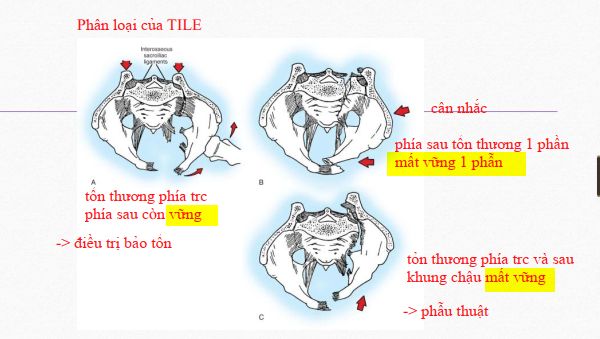 Phân loại của TILE
Interosseous
sacroiliac
ligaments
A
B
cân nhắc
phía sau tổn thương 1 phần
mất vững 1 phần
tổn thương phía trc
phía sau còn vững
-> điều trị bảo tồn
tổn thương phía trc và sau
khung chậu mất vững
-> phẫu thuật
C